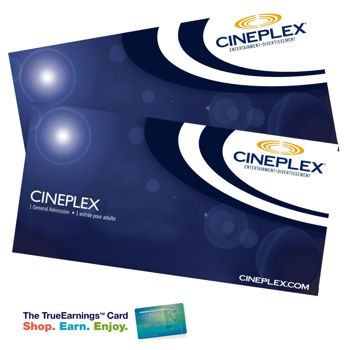 CINEPLEX
ENTERTAINMENT•DIVERTISSEMENT
CINEPLEX
ENTERTAINMENT•DIVERTISSEMENT
CINEPLEX
1 General Admission • 1 entrée pour adulte
CINEPLEX.COM
The TrueEarnings™ Card
Shop. Earn. Enjoy.